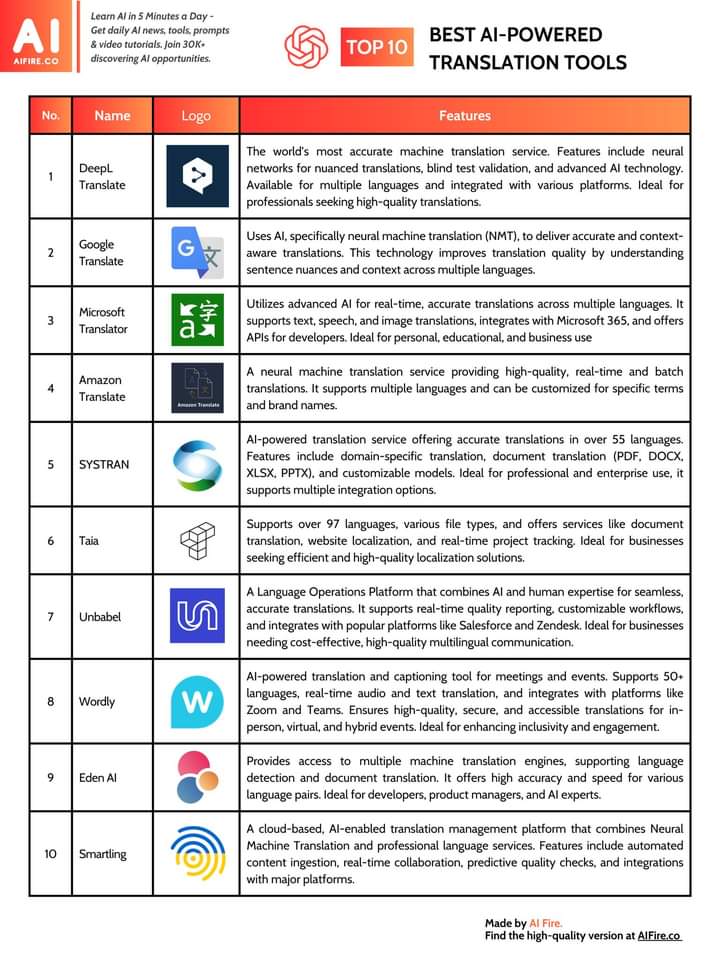 AI
AIFIRE.CO
Learn AI in 5 Minutes a Day -
Get daily AI news, tools, prompts
& video tutorials. Join 30K+
discovering AI opportunities.
TOP 10
BEST AI-POWERED
TRANSLATION TOOLS
No. Name Logo Features
1
DeepL
Translate
The world's most accurate machine translation service. Features include neural
networks for nuanced translations, blind test validation, and advanced AI technology.
Available for multiple languages and integrated with various platforms. Ideal for
professionals seeking high-quality translations.
2
Google
Translate
G 文
Uses AI, specifically neural machine translation (NMT), to deliver accurate and context-
aware translations. This technology improves translation quality by understanding
sentence nuances and context across multiple languages.
3
Microsoft
Translator
字
a
Utilizes advanced AI for real-time, accurate translations across multiple languages. It
supports text, speech, and image translations, integrates with Microsoft 365, and offers
APIs for developers. Ideal for personal, educational, and business use
4
Amazon
Translate
Amazon Translate
A neural machine translation service providing high-quality, real-time and batch
translations. It supports multiple languages and can be customized for specific terms
and brand names.
5
SYSTRAN
AI-powered translation service offering accurate translations in over 55 languages.
Features include domain-specific translation, document translation (PDF, DOCX,
XLSX, PPTX), and customizable models. Ideal for professional and enterprise use, it
supports multiple integration options.
6
Taia
Supports over 97 languages, various file types, and offers services like document
translation, website localization, and real-time project tracking. Ideal for businesses
seeking efficient and high-quality localization solutions.
7
Unbabel
A Language Operations Platform that combines AI and human expertise for seamless,
accurate translations. It supports real-time quality reporting, customizable workflows,
and integrates with popular platforms like Salesforce and Zendesk. Ideal for businesses
needing cost-effective, high-quality multilingual communication.
8
Wordly
W
AI-powered translation and captioning tool for meetings and events. Supports 50+
languages, real-time audio and text translation, and integrates with platforms like
Zoom and Teams. Ensures high-quality, secure, and accessible translations for in-
person, virtual, and hybrid events. Ideal for enhancing inclusivity and engagement.
9
Eden AI
Provides access to multiple machine translation engines, supporting language
detection and document translation. It offers high accuracy and speed for various
language pairs. Ideal for developers, product managers, and AI experts.
10
Smartling
A cloud-based, AI-enabled translation management platform that combines Neural
Machine Translation and professional language services. Features include automated
content ingestion, real-time collaboration, predictive quality checks, and integrations
with major platforms.
Made by AI Fire.
Find the high-quality version at AIFire.co